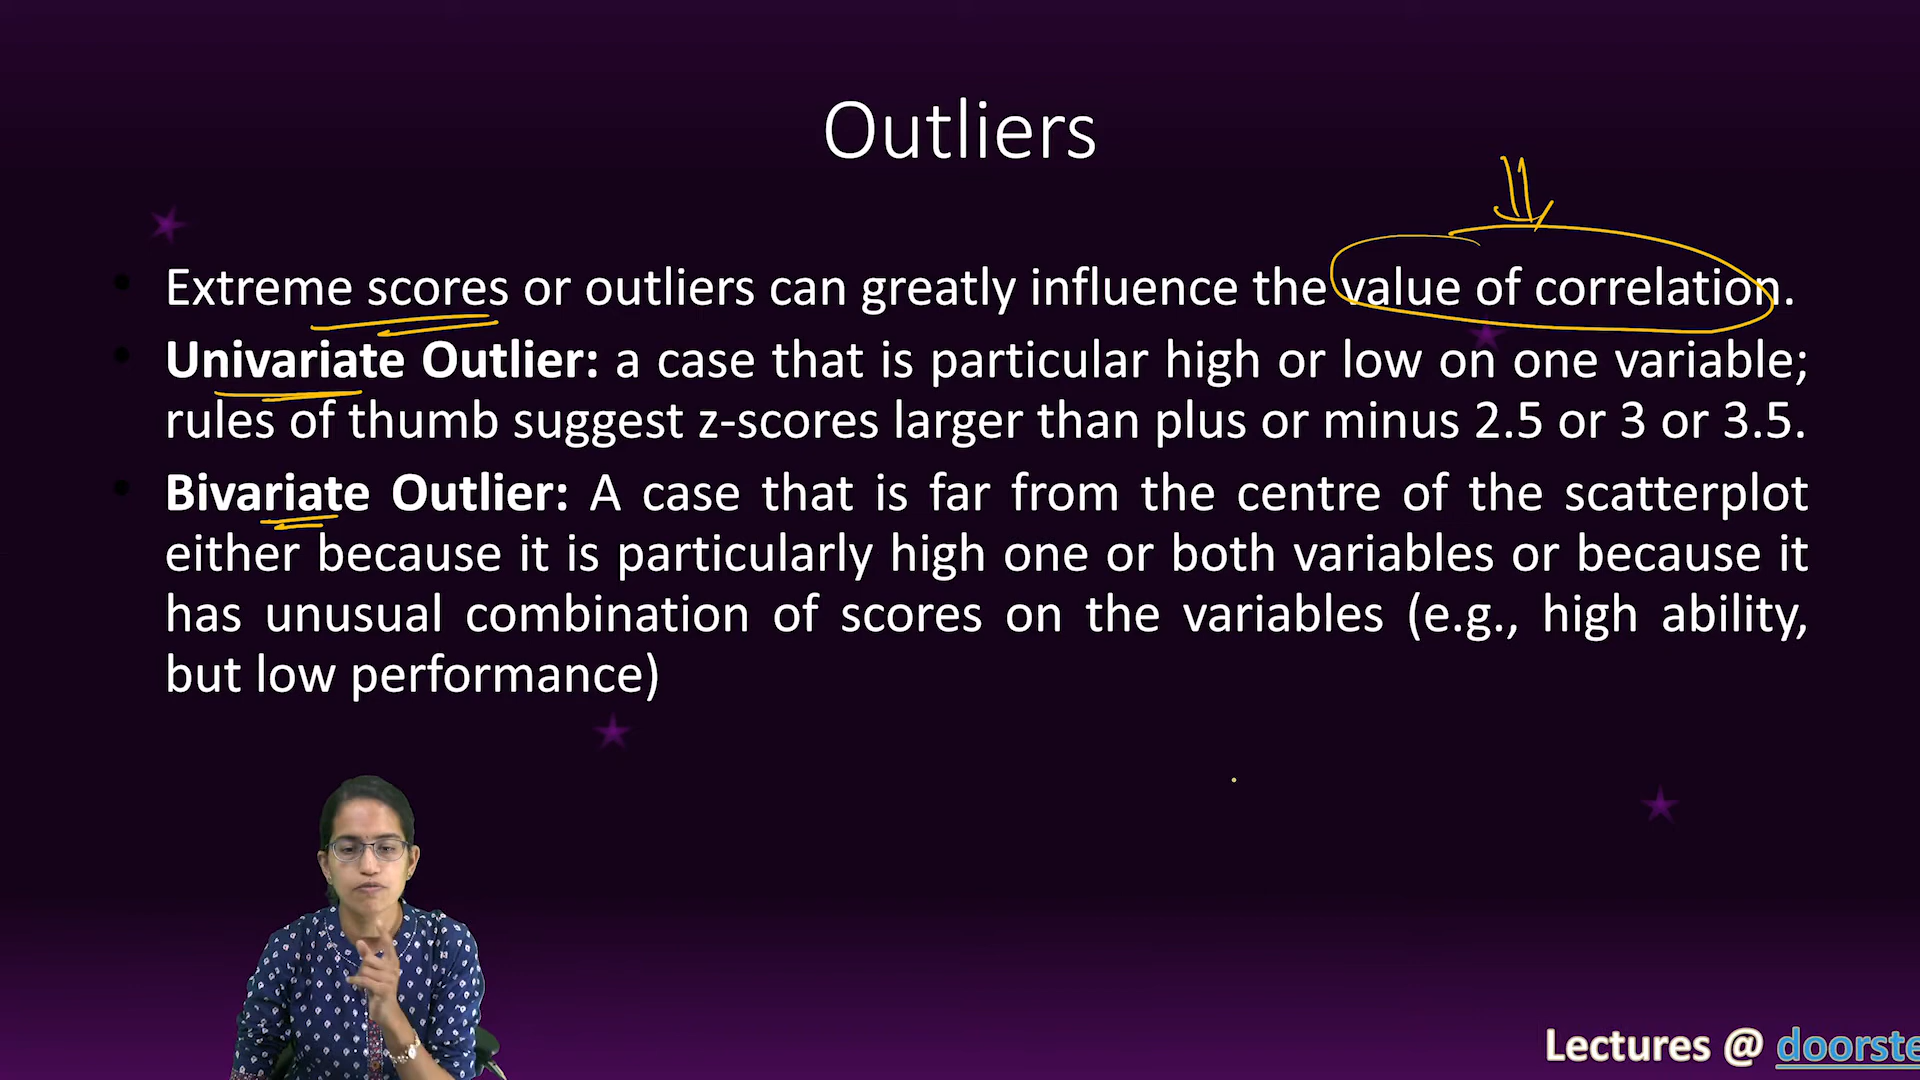 Outliers
Extreme scores or outliers can greatly influence the value of correlation.
Univariate Outlier: a case that is particular high or low on one variable;
rules of thumb suggest z-scores larger than plus or minus 2.5 or 3 or 3.5.
Bivariate Outlier: A case that is far from the centre of the scatterplot
either because it is particularly high one or both variables or because it
has unusual combination of scores on the variables (e.g., high ability,
but low performance)
Lectures @ doorste